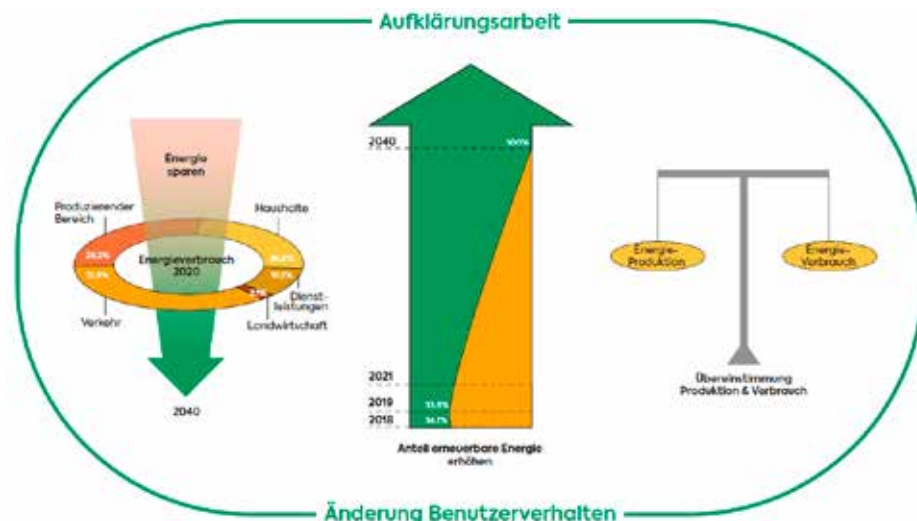 Aufklärungsarbeit
Energie
sparen
Produzierender
Bereich
Haushalte
Energieverbrauch
2020
Dienst-
leistungen
Landwirtschaft
Verkehr
2040
2040
2021
2019
2018
Anteil erneuerbare Energie
erhöhen
Energie-
Produktion
Energie-
Verbrauch
Übereinstimmung
Produktion & Verbrauch
Änderung Benutzerverhalten